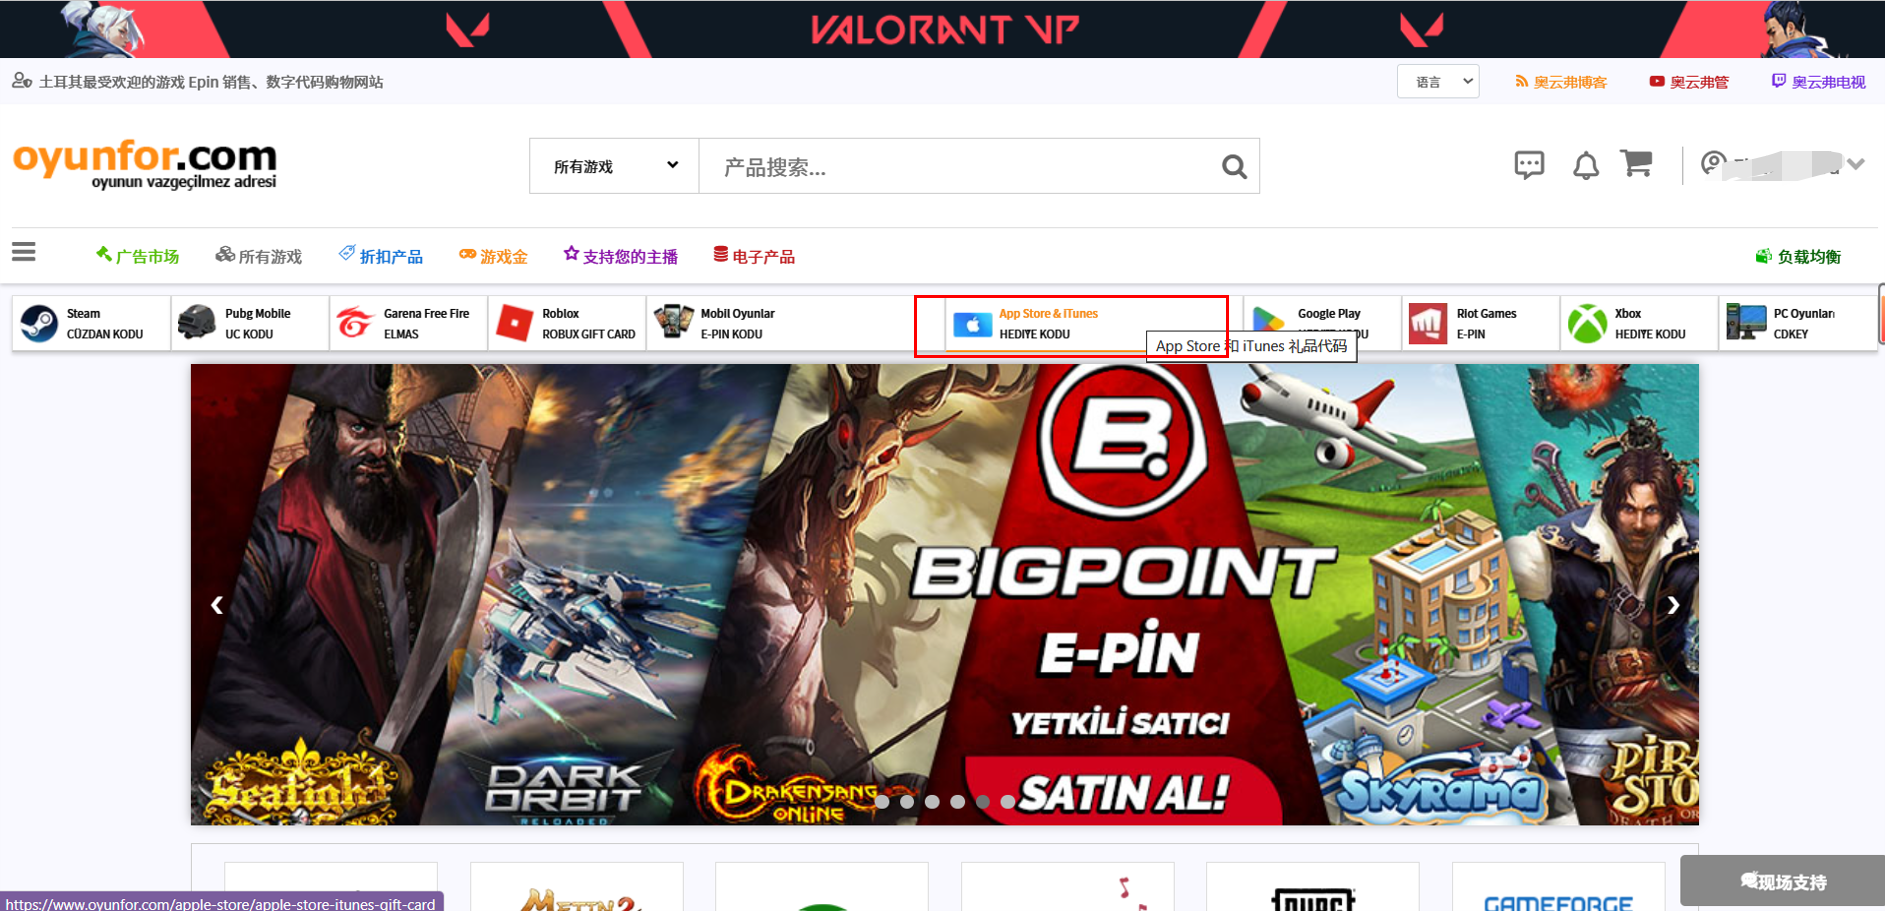 VALORANT VP
土耳其最受欢迎的游戏 Epin 销售、数字代码购物网站
语言
奥云弗博客
奥云弗管
奥云弗电视
oyunfor.com
oyunun vazgeçilmez adresi
所有游戏
产品搜索...
广告市场
所有游戏
折扣产品
游戏金
支持您的主播
电子产品
负载均衡
Steam
CÜZDAN KODU
Pubg Mobile
UC KODU
Garena Free Fire
ELMAS
Roblox
ROBUX GIFT CARD
Mobil Oyunlar
E-PIN KODU
App Store & iTunes
HEDİYE KODU
Google Play
Riot Games
E-PIN
Xbox
HEDİYE KODU
PC Oyunları
CDKEY
App Store 和 iTunes 礼品代码
B.
BIGPOINT
E-PİN
YETKİLİ SATICI
SATIN AL!
Seafight
DARK
ORBIT
RELOADED
DRAKENSANG
ONLINE
SKYRAMA
METIN2
PUBG
GAMEFORGE
现场支持
https://www.oyunfor.com/apple-store/apple-store-itunes-gift-card